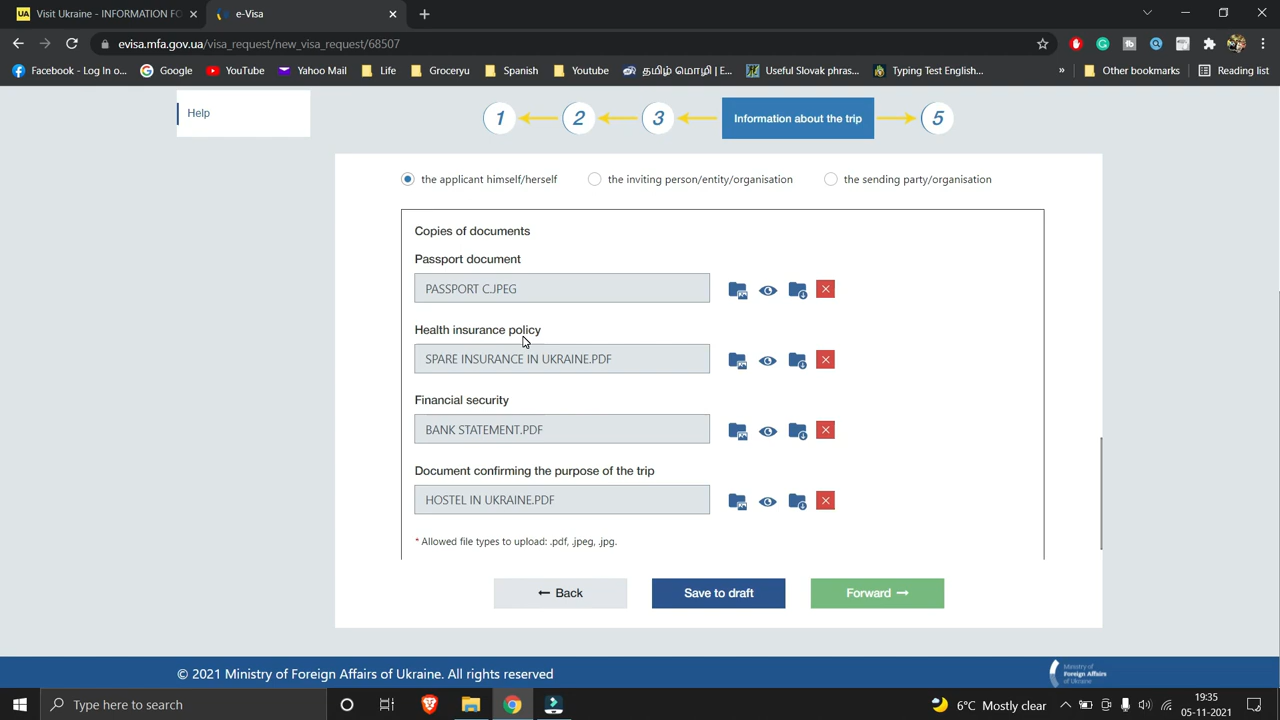 Visit Ukraine - INFORMATION FO
e-Visa
evisa.mfa.gov.ua/visa_request/new_visa_request/68507
Facebook - Log In o...
Google
YouTube
Yahoo Mail
Life
Groceryu
Spanish
Youtube
தமிழ் மொழி | E...
Useful Slovak phras...
Typing Test English...
»
Other bookmarks
Reading list
Help
1
2
3
Information about the trip
5
the applicant himself/herself
the inviting person/entity/organisation
the sending party/organisation
Copies of documents
Passport document
PASSPORT C.JPEG
Health insurance policy
SPARE INSURANCE IN UKRAINE.PDF
Financial security
BANK STATEMENT.PDF
Document confirming the purpose of the trip
HOSTEL IN UKRAINE.PDF
* Allowed file types to upload: .pdf, .jpeg, .jpg.
← Back
Save to draft
Forward →
© 2021 Ministry of Foreign Affairs of Ukraine. All rights reserved
Ministry of
Foreign Affairs
of Ukraine
Type here to search
6°C Mostly clear
19:35
05-11-2021